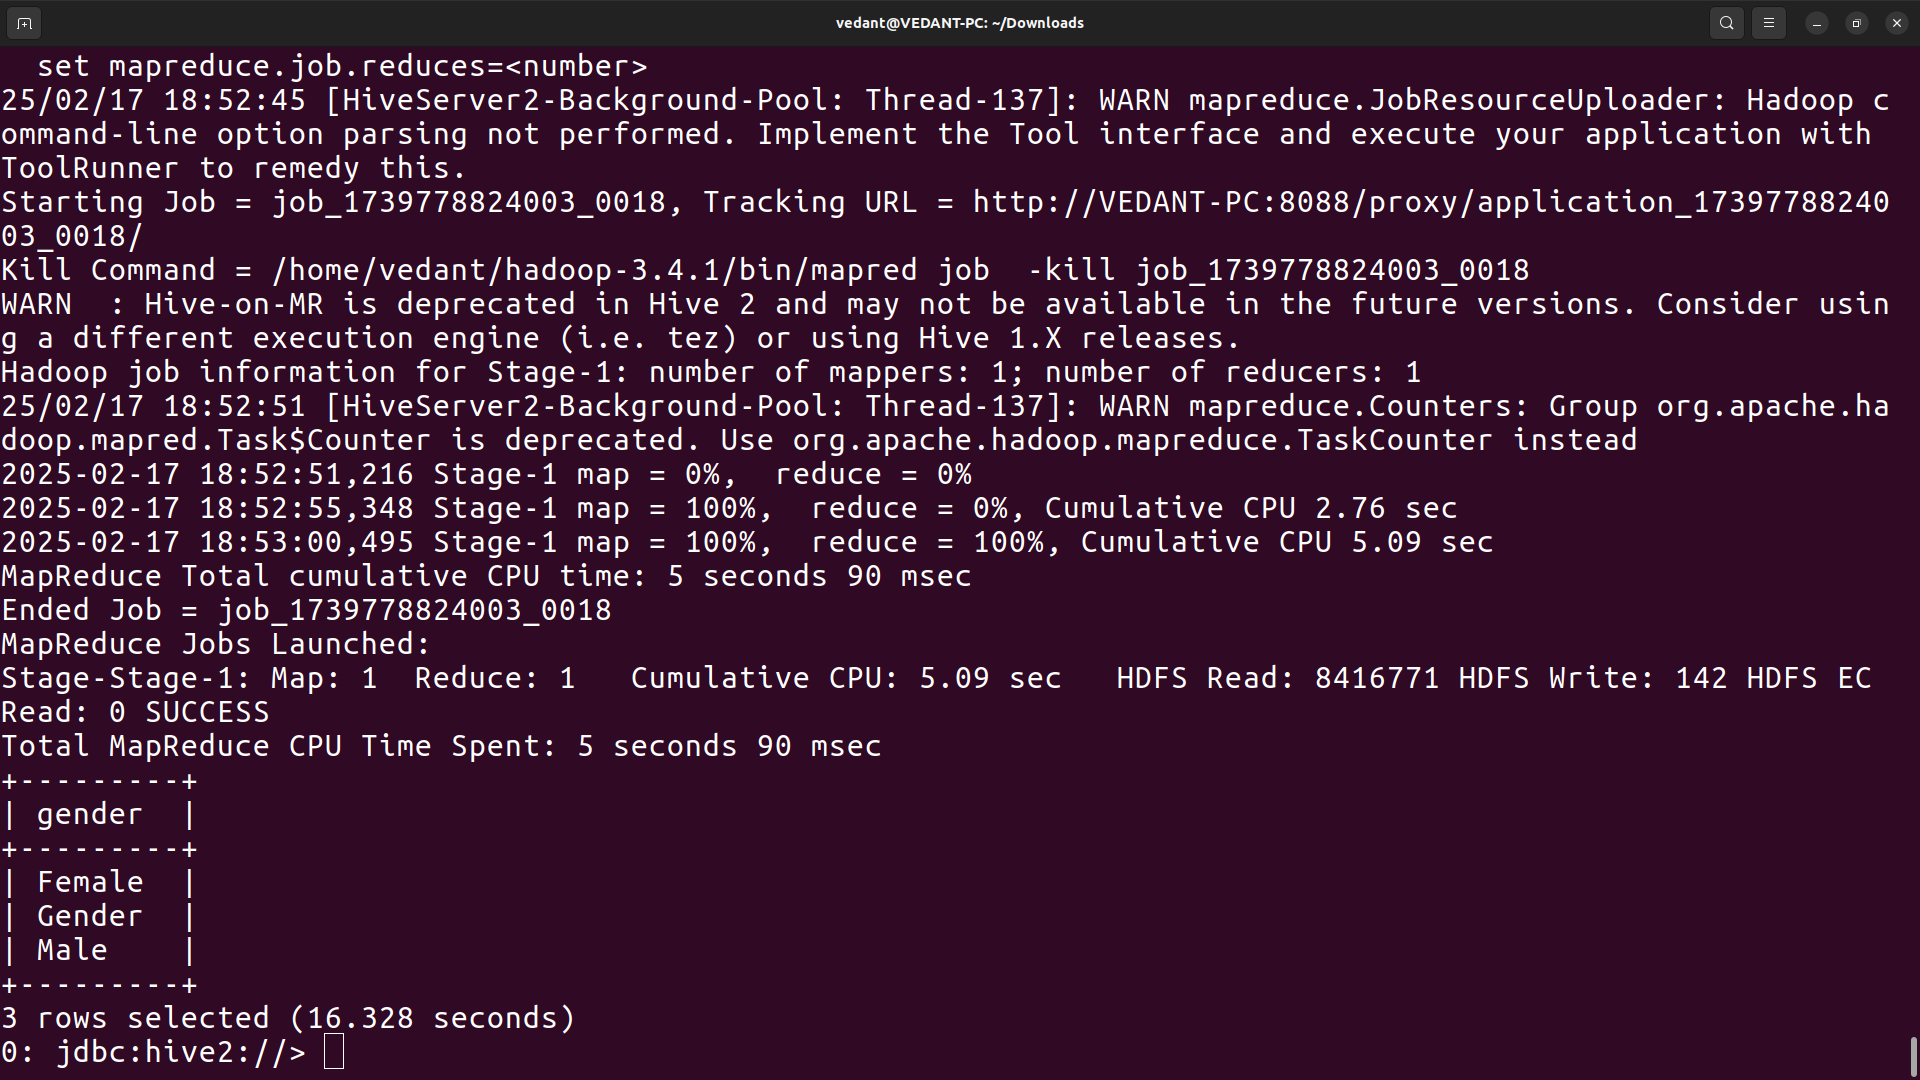 vedant@VEDANT-PC: ~/Downloads
  set mapreduce.job.reduces=<number>
25/02/17 18:52:45 [HiveServer2-Background-Pool: Thread-137]: WARN mapreduce.JobResourceUploader: Hadoop c
ommand-line option parsing not performed. Implement the Tool interface and execute your application with
ToolRunner to remedy this.
Starting Job = job_1739778824003_0018, Tracking URL = http://VEDANT-PC:8088/proxy/application_17397788240
03_0018/
Kill Command = /home/vedant/hadoop-3.4.1/bin/mapred job  -kill job_1739778824003_0018
WARN  : Hive-on-MR is deprecated in Hive 2 and may not be available in the future versions. Consider usin
g a different execution engine (i.e. tez) or using Hive 1.X releases.
Hadoop job information for Stage-1: number of mappers: 1; number of reducers: 1
25/02/17 18:52:51 [HiveServer2-Background-Pool: Thread-137]: WARN mapreduce.Counters: Group org.apache.ha
doop.mapred.Task$Counter is deprecated. Use org.apache.hadoop.mapreduce.TaskCounter instead
2025-02-17 18:52:51,216 Stage-1 map = 0%,  reduce = 0%
2025-02-17 18:52:55,348 Stage-1 map = 100%,  reduce = 0%, Cumulative CPU 2.76 sec
2025-02-17 18:53:00,495 Stage-1 map = 100%,  reduce = 100%, Cumulative CPU 5.09 sec
MapReduce Total cumulative CPU time: 5 seconds 90 msec
Ended Job = job_1739778824003_0018
MapReduce Jobs Launched:
Stage-Stage-1: Map: 1  Reduce: 1   Cumulative CPU: 5.09 sec   HDFS Read: 8416771 HDFS Write: 142 HDFS EC
Read: 0 SUCCESS
Total MapReduce CPU Time Spent: 5 seconds 90 msec
+---------+
| gender  |
+---------+
| Female  |
| Gender  |
| Male    |
+---------+
3 rows selected (16.328 seconds)
0: jdbc:hive2://>